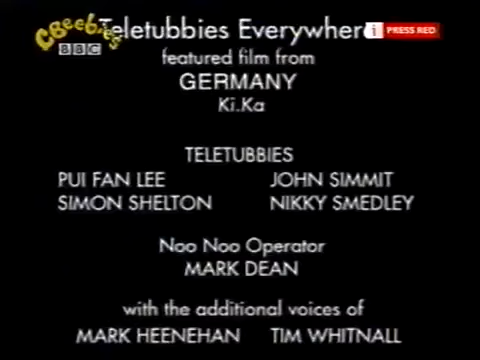 CBeebies
BBC
Teletubbies Everywhere
i PRESS RED
featured film from
GERMANY
Ki.Ka
TELETUBBIES
PUI FAN LEE JOHN SIMMIT
SIMON SHELTON NIKKY SMEDLEY
Noo Noo Operator
MARK DEAN
with the additional voices of
MARK HEENEHAN TIM WHITNALL